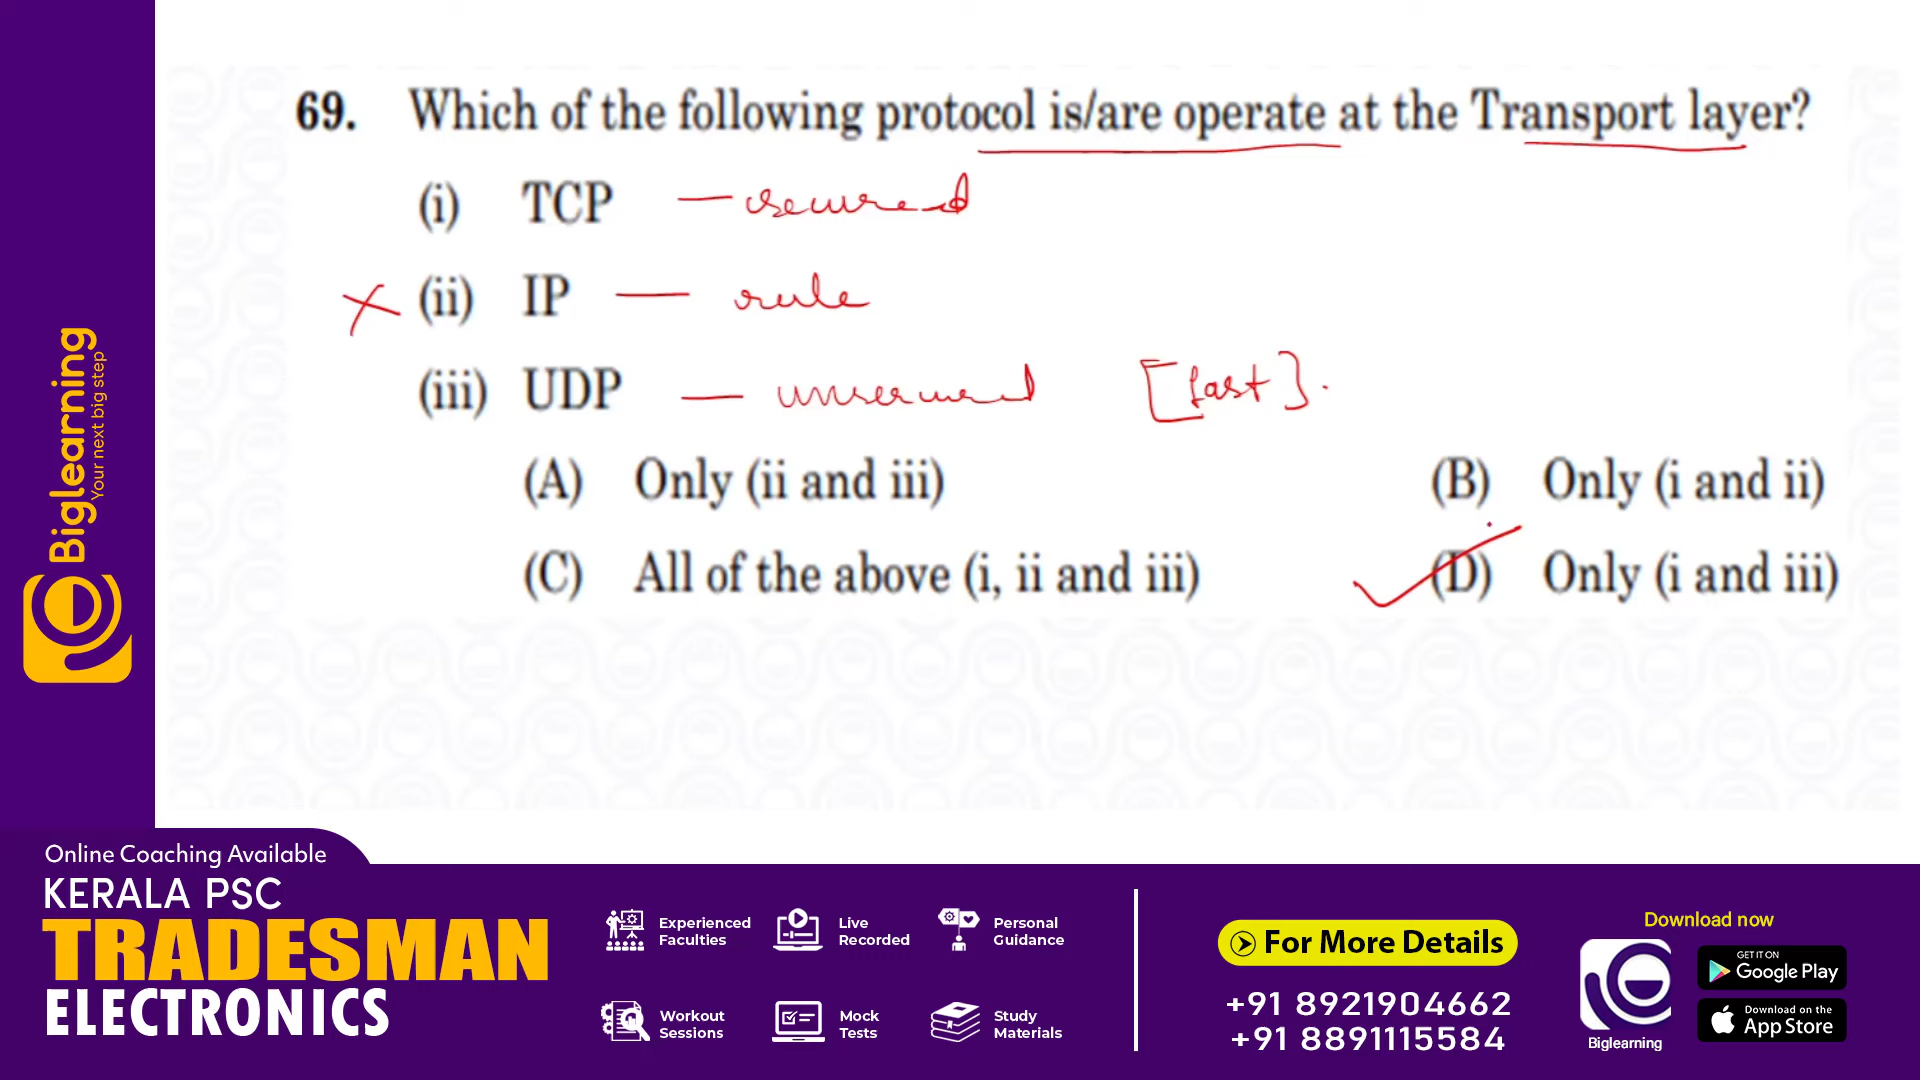 69. Which of the following protocol is/are operate at the Transport layer?
(i) TCP — secured
(ii) IP — rule
(iii) UDP — unsecured [fast].
(A) Only (ii and iii) (B) Only (i and ii)
(C) All of the above (i, ii and iii) (D) Only (i and iii)
Biglearning
Your next big step
Online Coaching Available
KERALA PSC
TRADESMAN
ELECTRONICS
Experienced Faculties
Live Recorded
Personal Guidance
Workout Sessions
Mock Tests
Study Materials
For More Details
+91 8921904662
+91 8891115584
Download now
Biglearning
GET IT ON
Google Play
Download on the
App Store